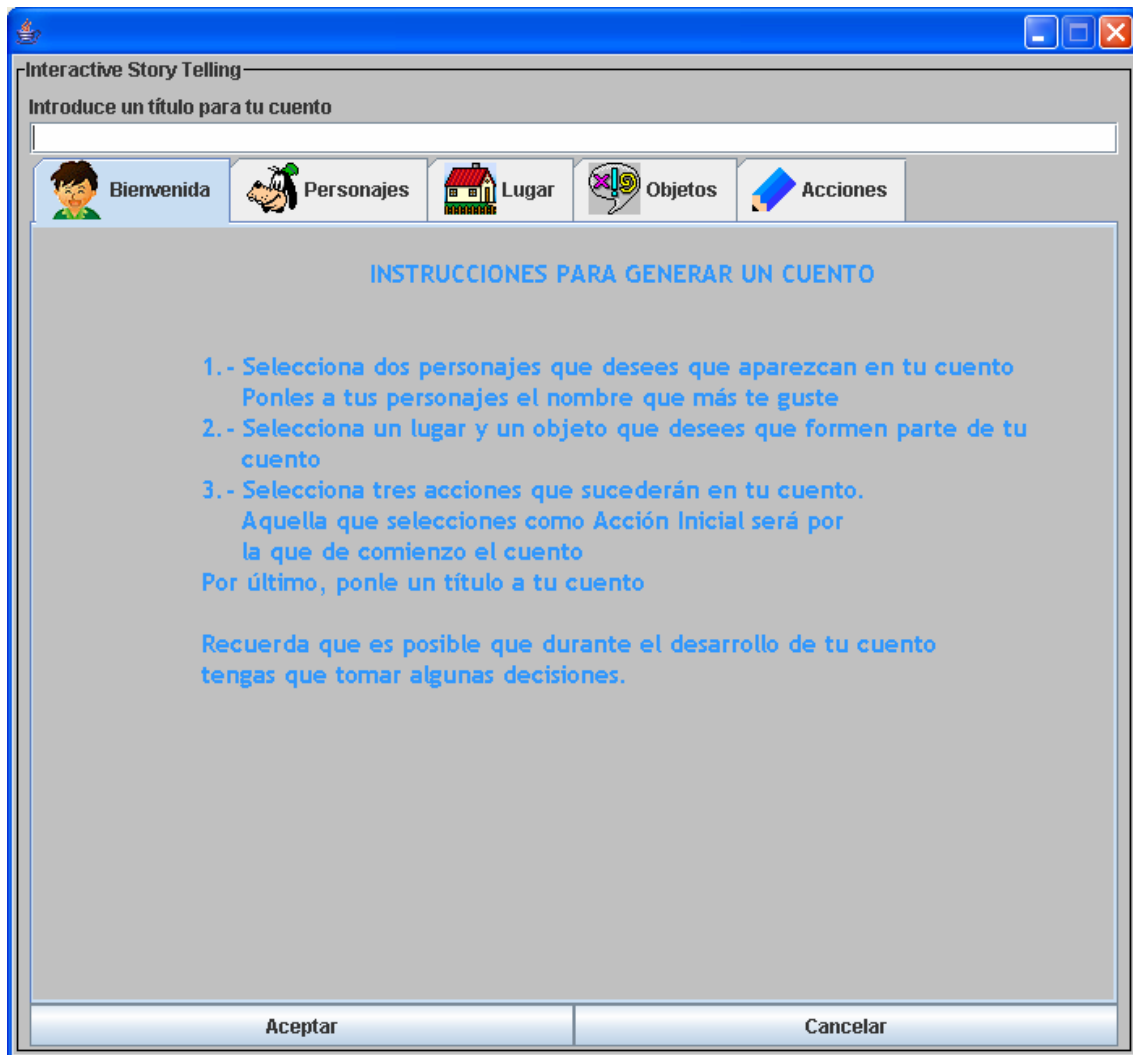 Interactive Story Telling
Introduce un título para tu cuento
Bienvenida
Personajes
Lugar
Objetos
Acciones
INSTRUCCIONES PARA GENERAR UN CUENTO
1.- Selecciona dos personajes que desees que aparezcan en tu cuento
Ponles a tus personajes el nombre que más te guste
2.- Selecciona un lugar y un objeto que desees que formen parte de tu
cuento
3.- Selecciona tres acciones que sucederán en tu cuento.
Aquella que selecciones como Acción Inicial será por
la que de comienzo el cuento
Por último, ponle un título a tu cuento
Recuerda que es posible que durante el desarrollo de tu cuento
tengas que tomar algunas decisiones.
Aceptar
Cancelar